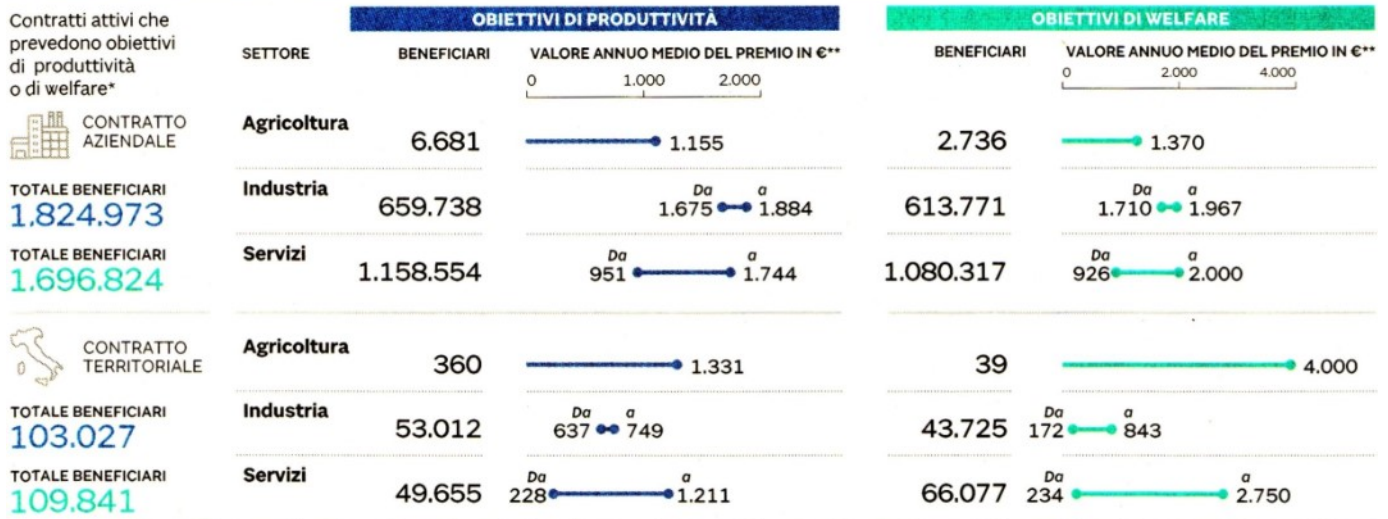 Contratti attivi che
prevedono obiettivi
di produttività
o di welfare*
OBIETTIVI DI PRODUTTIVITÀ
OBIETTIVI DI WELFARE
SETTORE BENEFICIARI VALORE ANNUO MEDIO DEL PREMIO IN €** BENEFICIARI VALORE ANNUO MEDIO DEL PREMIO IN €**
0 1.000 2.000 0 2.000 4.000
CONTRATTO
AZIENDALE
Agricoltura 6.681 1.155 2.736 1.370
TOTALE BENEFICIARI
1.824.973
Industria 659.738 Da 1.675 a 1.884 613.771 Da 1.710 a 1.967
TOTALE BENEFICIARI
1.696.824
Servizi 1.158.554 Da 951 a 1.744 1.080.317 Da 926 a 2.000
CONTRATTO
TERRITORIALE
Agricoltura 360 1.331 39 4.000
TOTALE BENEFICIARI
103.027
Industria 53.012 Da 637 a 749 43.725 Da 172 a 843
TOTALE BENEFICIARI
109.841
Servizi 49.655 Da 228 a 1.211 66.077 Da 234 a 2.750